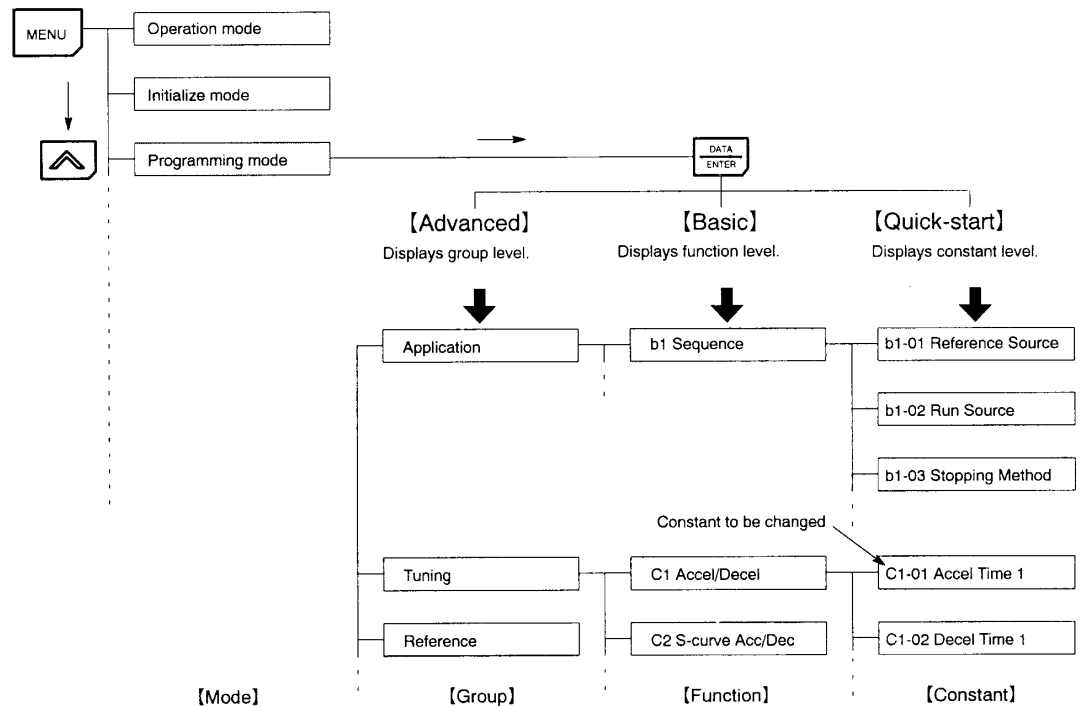 MENU
Operation mode
Initialize mode
Programming mode
DATA
ENTER
【Advanced】
Displays group level.
【Basic】
Displays function level.
【Quick-start】
Displays constant level.
Application
b1 Sequence
b1-01 Reference Source
b1-02 Run Source
b1-03 Stopping Method
Constant to be changed
Tuning
C1 Accel/Decel
C1-01 Accel Time 1
Reference
C2 S-curve Acc/Dec
C1-02 Decel Time 1
【Mode】
【Group】
【Function】
【Constant】